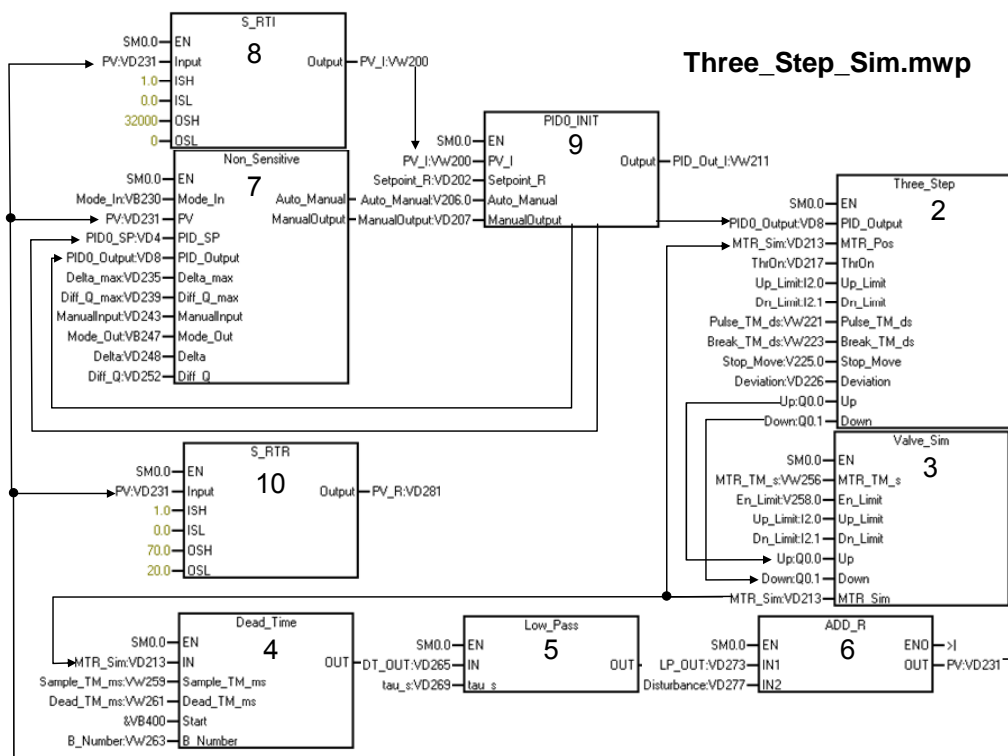 Three_Step_Sim.mwp
S_RTI
8
SM0.0 EN
PV:VD231 Input Output PV_I:VW200
1.0 ISH
0.0 ISL
32000 OSH
0 OSL
Non_Sensitive
7
SM0.0 EN
Mode_In:VB230 Mode_In Auto_Manual
PV:VD231 PV ManualOutput
PID0_SP:VD4 PID_SP
PID0_Output:VD8 PID_Output
Delta_max:VD235 Delta_max
Diff_Q_max:VD239 Diff_Q_max
ManualInput:VD243 ManualInput
Mode_Out:VB247 Mode_Out
Delta:VD248 Delta
Diff_Q:VD252 Diff_Q
PID0_INIT
9
SM0.0 EN
PV_I:VW200 PV_I Output PID_Out_I:VW211
Setpoint_R:VD202 Setpoint_R
Auto_Manual:V206.0 Auto_Manual
ManualOutput:VD207 ManualOutput
Three_Step
2
SM0.0 EN
PID0_Output:VD8 PID_Output
MTR_Sim:VD213 MTR_Pos
ThrOn:VD217 ThrOn
Up_Limit:I2.0 Up_Limit
Dn_Limit:I2.1 Dn_Limit
Pulse_TM_ds:VW221 Pulse_TM_ds
Break_TM_ds:VW223 Break_TM_ds
Stop_Move:V225.0 Stop_Move
Deviation:VD226 Deviation
Up:Q0.0 Up
Down:Q0.1 Down
Valve_Sim
3
SM0.0 EN
MTR_TM_s:VW256 MTR_TM_s
En_Limit:V258.0 En_Limit
Up_Limit:I2.0 Up_Limit
Dn_Limit:I2.1 Dn_Limit
Up:Q0.0 Up
Down:Q0.1 Down
MTR_Sim:VD213 MTR_Sim
S_RTR
10
SM0.0 EN
PV:VD231 Input Output PV_R:VD281
1.0 ISH
0.0 ISL
70.0 OSH
20.0 OSL
Dead_Time
4
SM0.0 EN
MTR_Sim:VD213 IN OUT
Sample_TM_ms:VW259 Sample_TM_ms
Dead_TM_ms:VW261 Dead_TM_ms
&VB400 Start
B_Number:VW263 B_Number
Low_Pass
5
SM0.0 EN
DT_OUT:VD265 IN OUT
tau_s:VD269 tau_s
ADD_R
6
SM0.0 EN ENO
LP_OUT:VD273 IN1 OUT PV:VD231
Disturbance:VD277 IN2